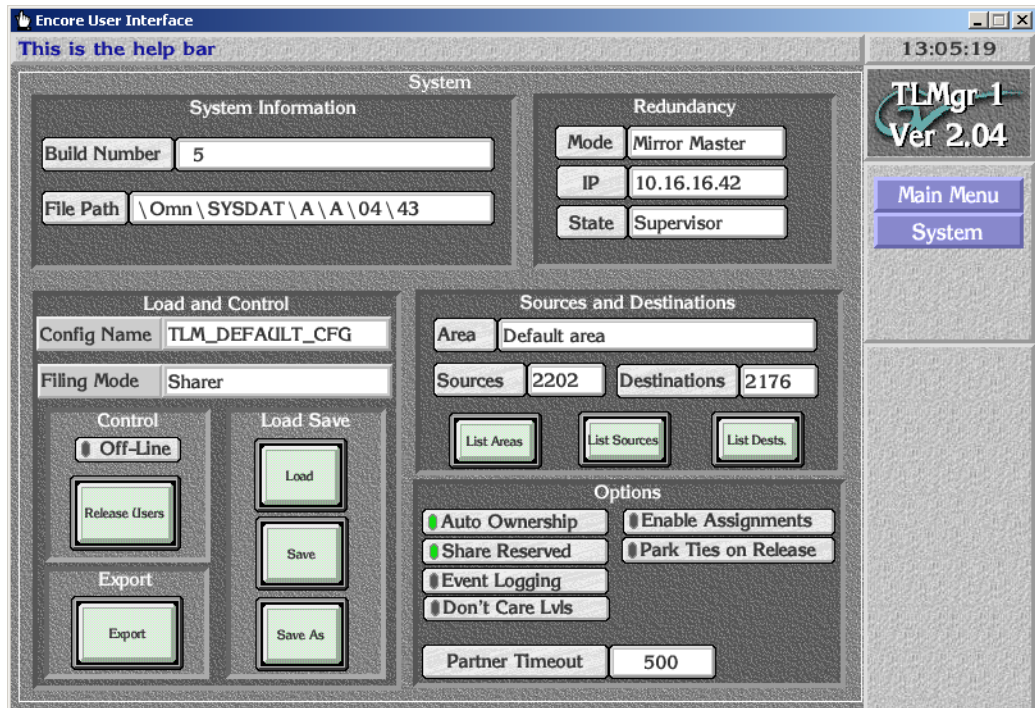 Encore User Interface
This is the help bar
13:05:19
System
System Information
Build Number 5
File Path \Omn\SYSDAT\A\A\04\43
Redundancy
Mode Mirror Master
IP 10.16.16.42
State Supervisor
TLMgr-1
Ver 2.04
Main Menu
System
Load and Control
Config Name TLM_DEFAULT_CFG
Filing Mode Sharer
Control
Off-Line
Release Users
Export
Export
Load Save
Load
Save
Save As
Sources and Destinations
Area Default area
Sources 2202 Destinations 2176
List Areas List Sources List Dests.
Options
Auto Ownership Enable Assignments
Share Reserved Park Ties on Release
Event Logging
Don't Care Lvls
Partner Timeout 500